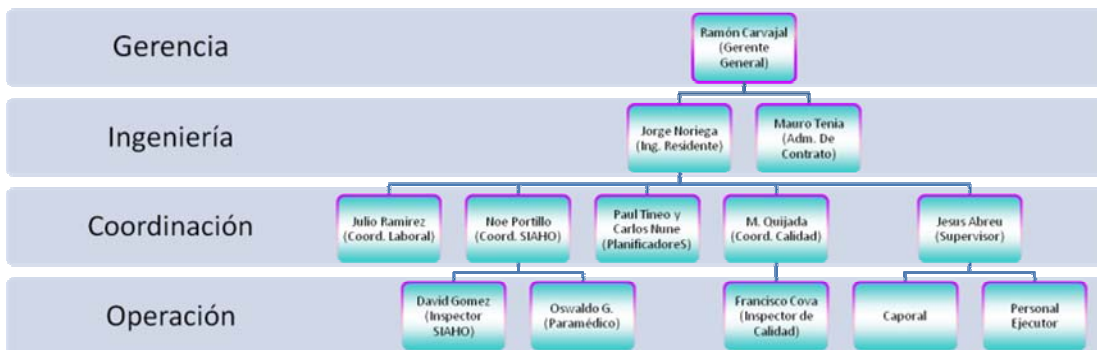 Gerencia
Ramón Carvajal
(Gerente
General)
Ingeniería
Jorge Noriega
(Ing. Residente)
Mauro Tenia
(Adm. De
Contrato)
Coordinación
Julio Ramirez
(Coord. Laboral)
Noe Portillo
(Coord. SIAHO)
Paul Tineo y
Carlos Nune
(PlanificadoreS)
M. Quijada
(Coord. Calidad)
Jesus Abreu
(Supervisor)
Operación
David Gomez
(Inspector
SIAHO)
Oswaldo G.
(Paramédico)
Francisco Cova
(Inspector de
Calidad)
Caporal
Personal
Ejecutor